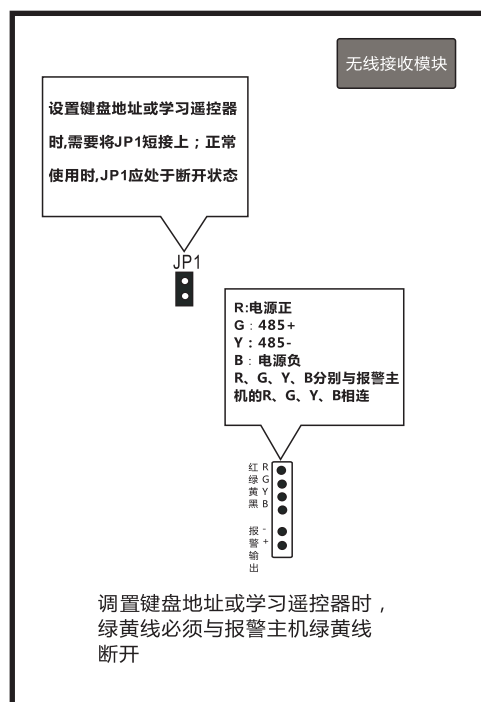 无线接收模块
设置键盘地址或学习遥控器
时,需要将JP1短接上；正常
使用时,JP1应处于断开状态
JP1
R:电源正
G：485+
Y：485-
B：电源负
R、G、Y、B分别与报警主
机的R、G、Y、B相连
红 R
绿 G
黄 Y
黑 B
报警输出
-
+
调置键盘地址或学习遥控器时，
绿黄线必须与报警主机绿黄线
断开